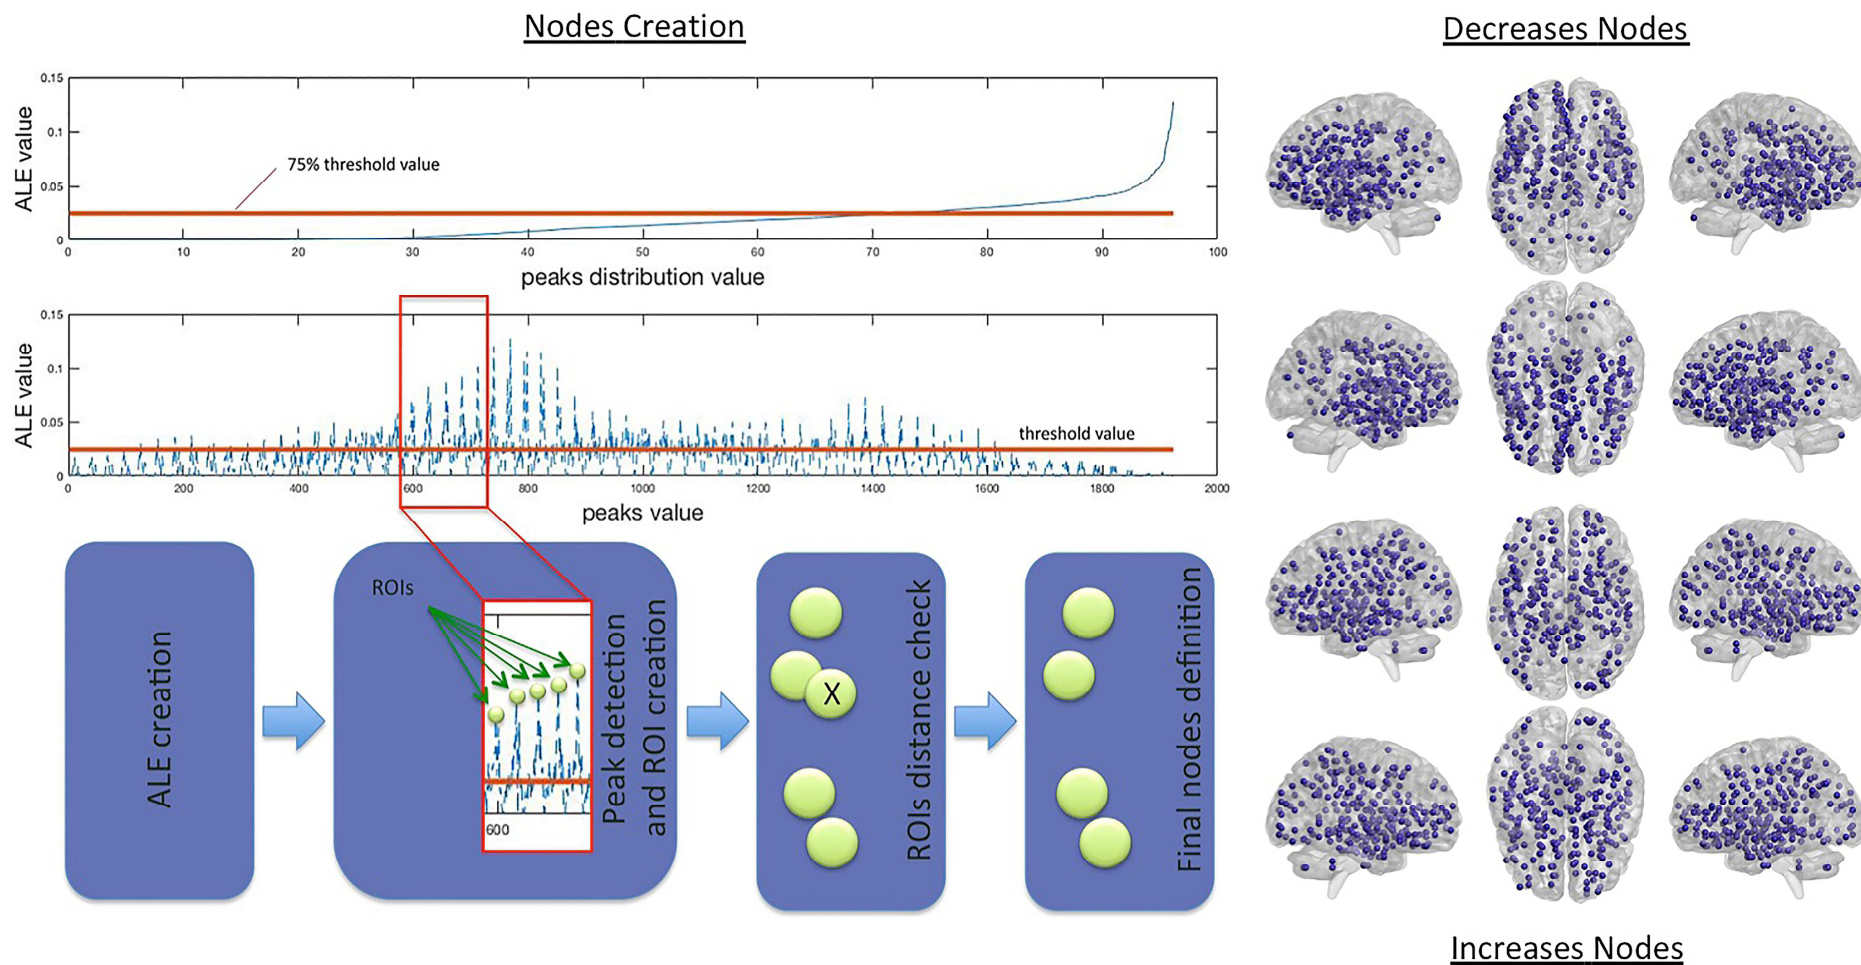 Nodes Creation
Decreases Nodes
ALE value
0.15
0.1
0.05
0
75% threshold value
0 10 20 30 40 50 60 70 80 90 100
peaks distribution value
ALE value
0.15
0.1
0.05
0
threshold value
0 200 400 600 800 1000 1200 1400 1600 1800 2000
peaks value
ALE creation
ROIs
600
Peak detection
and ROI creation
X
ROIs distance check
Final nodes definition
Increases Nodes